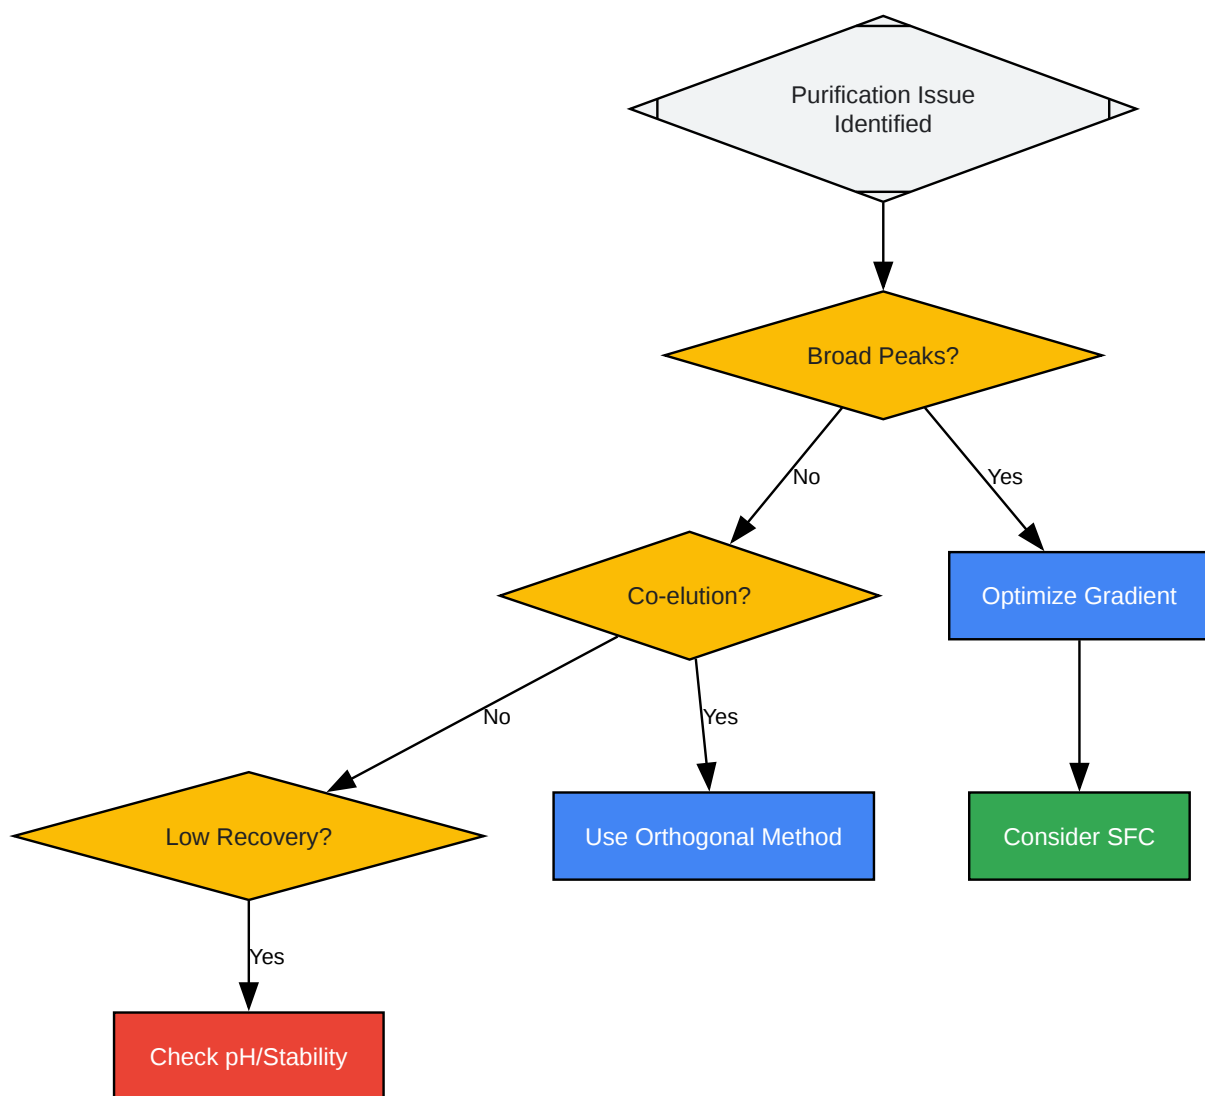 Purification Issue
Identified
Broad Peaks?
No
Yes
Co-elution?
Optimize Gradient
No
Yes
Low Recovery?
Use Orthogonal Method
Consider SFC
Yes
Check pH/Stability